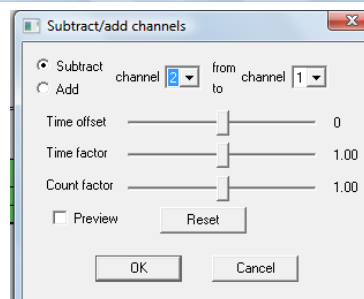 Subtract/add channels
Subtract channel 2 from channel 1
Add to
Time offset 0
Time factor 1.00
Count factor 1.00
Preview Reset
OK Cancel